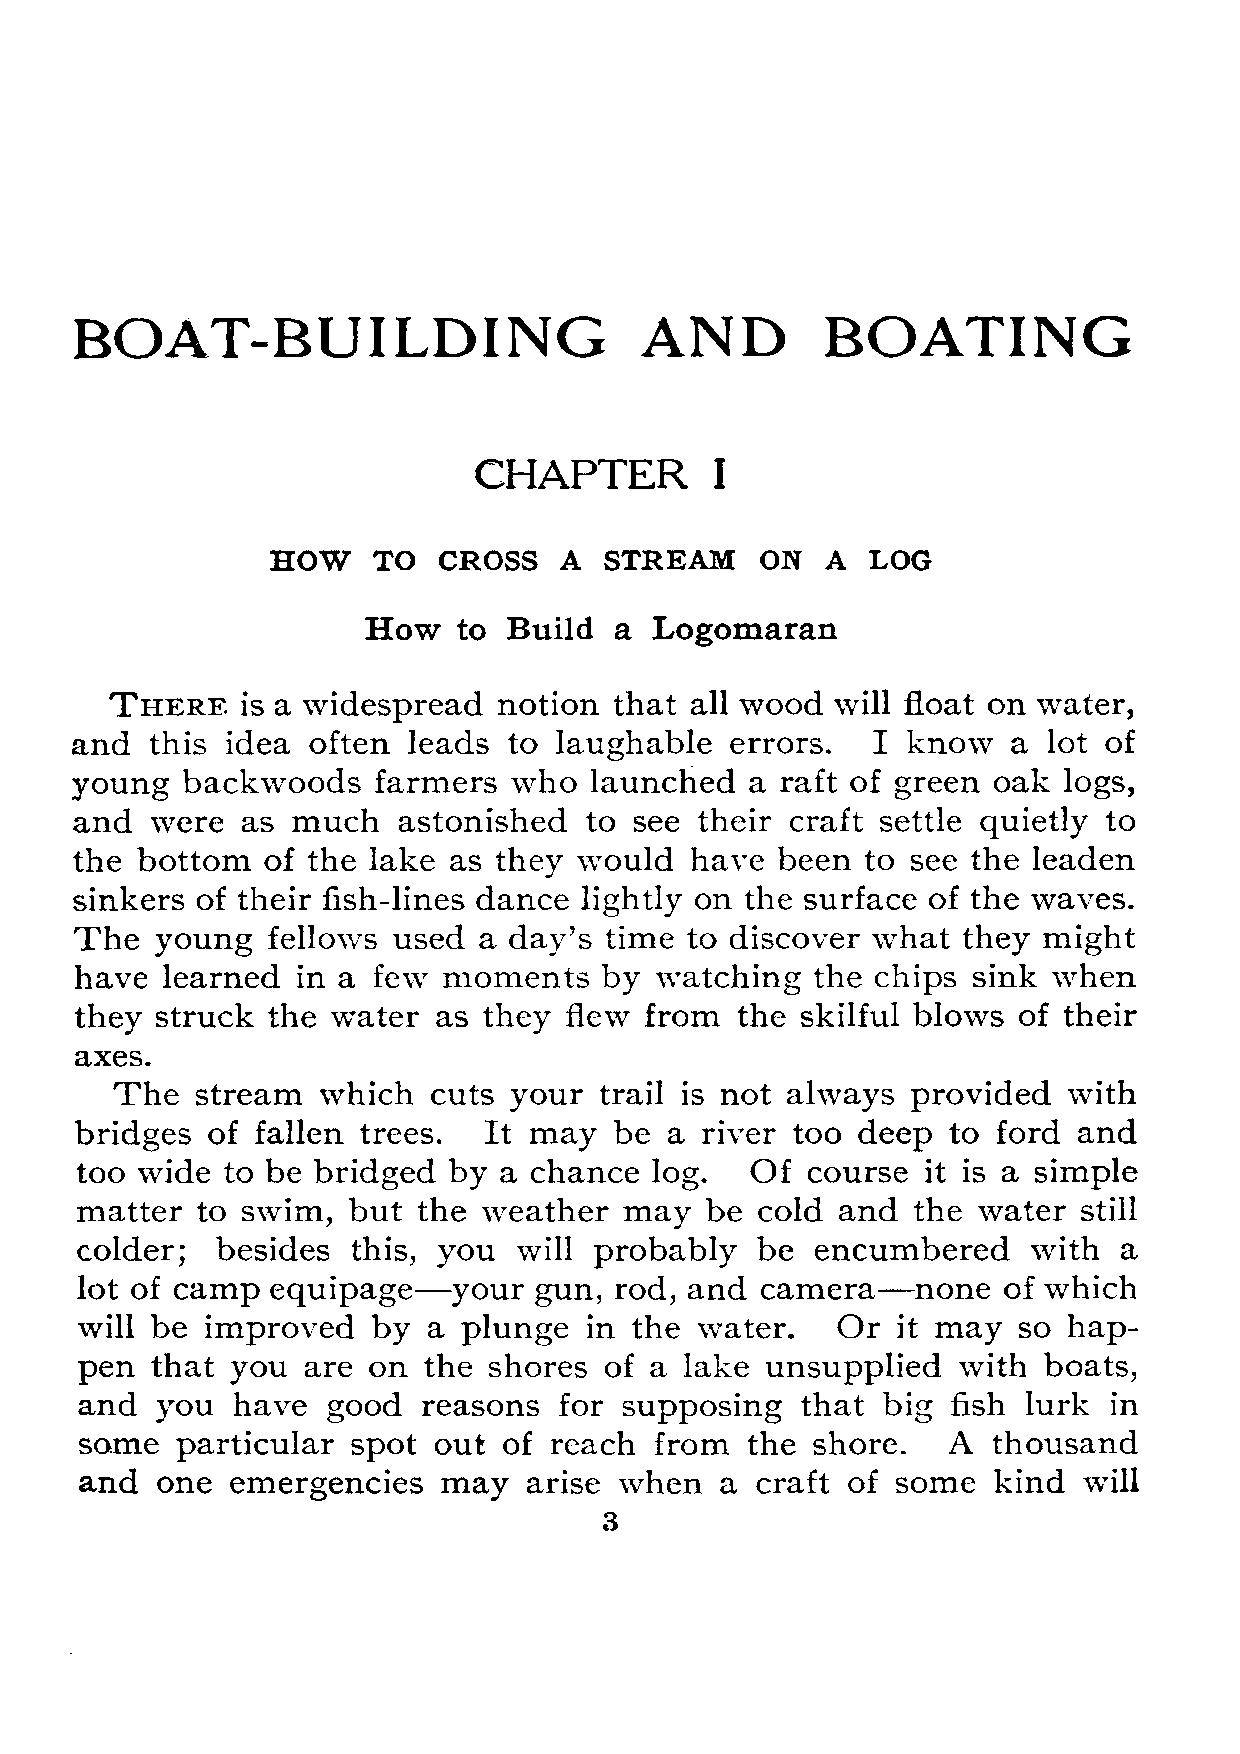 BOAT-BUILDING AND BOATING
CHAPTER I
HOW TO CROSS A STREAM ON A LOG
How to Build a Logomaran
THERE is a widespread notion that all wood will float on water,
and this idea often leads to laughable errors. I know a lot of
young backwoods farmers who launched a raft of green oak logs,
and were as much astonished to see their craft settle quietly to
the bottom of the lake as they would have been to see the leaden
sinkers of their fish-lines dance lightly on the surface of the waves.
The young fellows used a day's time to discover what they might
have learned in a few moments by watching the chips sink when
they struck the water as they flew from the skilful blows of their
axes.
The stream which cuts your trail is not always provided with
bridges of fallen trees. It may be a river too deep to ford and
too wide to be bridged by a chance log. Of course it is a simple
matter to swim, but the weather may be cold and the water still
colder; besides this, you will probably be encumbered with a
lot of camp equipage—your gun, rod, and camera—none of which
will be improved by a plunge in the water. Or it may so hap-
pen that you are on the shores of a lake unsupplied with boats,
and you have good reasons for supposing that big fish lurk in
some particular spot out of reach from the shore. A thousand
and one emergencies may arise when a craft of some kind will
3